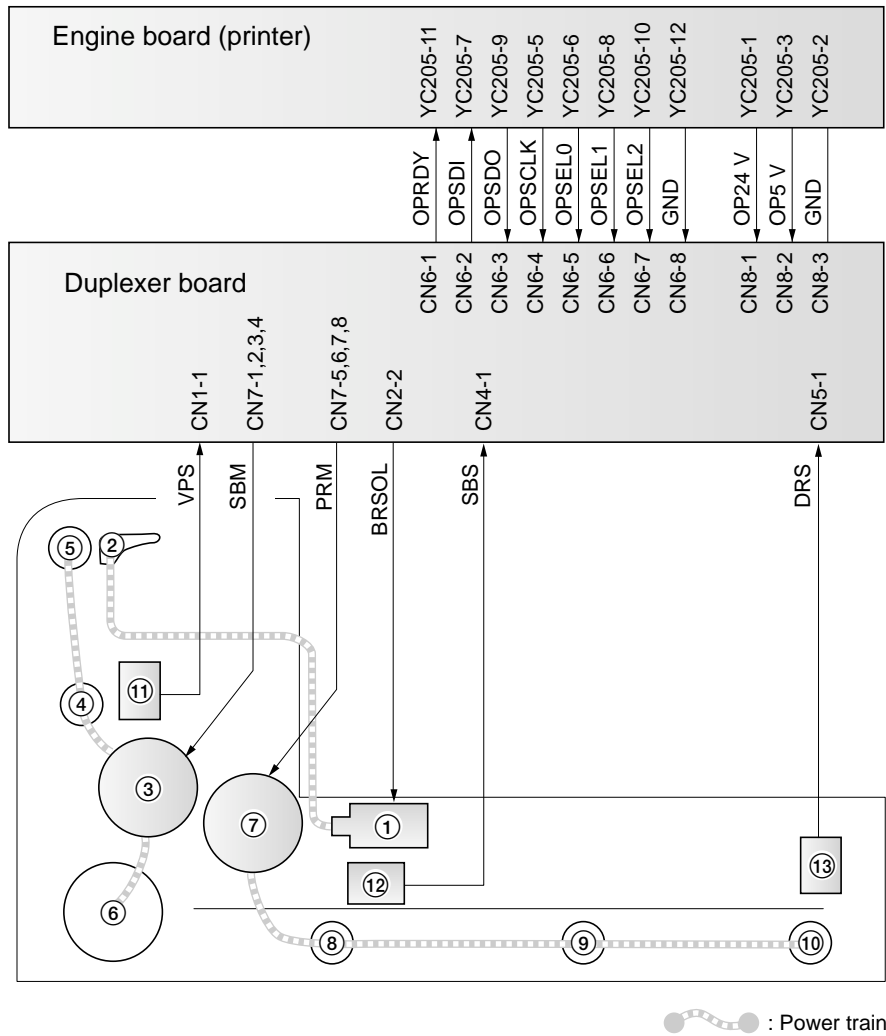 Engine board (printer)
YC205-11
YC205-7
YC205-9
YC205-5
YC205-6
YC205-8
YC205-10
YC205-12
YC205-1
YC205-3
YC205-2
OPRDY
OPSDI
OPSDO
OPSCLK
OPSEL0
OPSEL1
OPSEL2
GND
OP24 V
OP5 V
GND
Duplexer board
CN6-1
CN6-2
CN6-3
CN6-4
CN6-5
CN6-6
CN6-7
CN6-8
CN8-1
CN8-2
CN8-3
CN1-1
CN7-1,2,3,4
CN7-5,6,7,8
CN2-2
CN4-1
CN5-1
VPS
SBM
PRM
BRSOL
SBS
DRS
5
2
4
11
3
7
1
12
13
6
8
9
10
: Power train